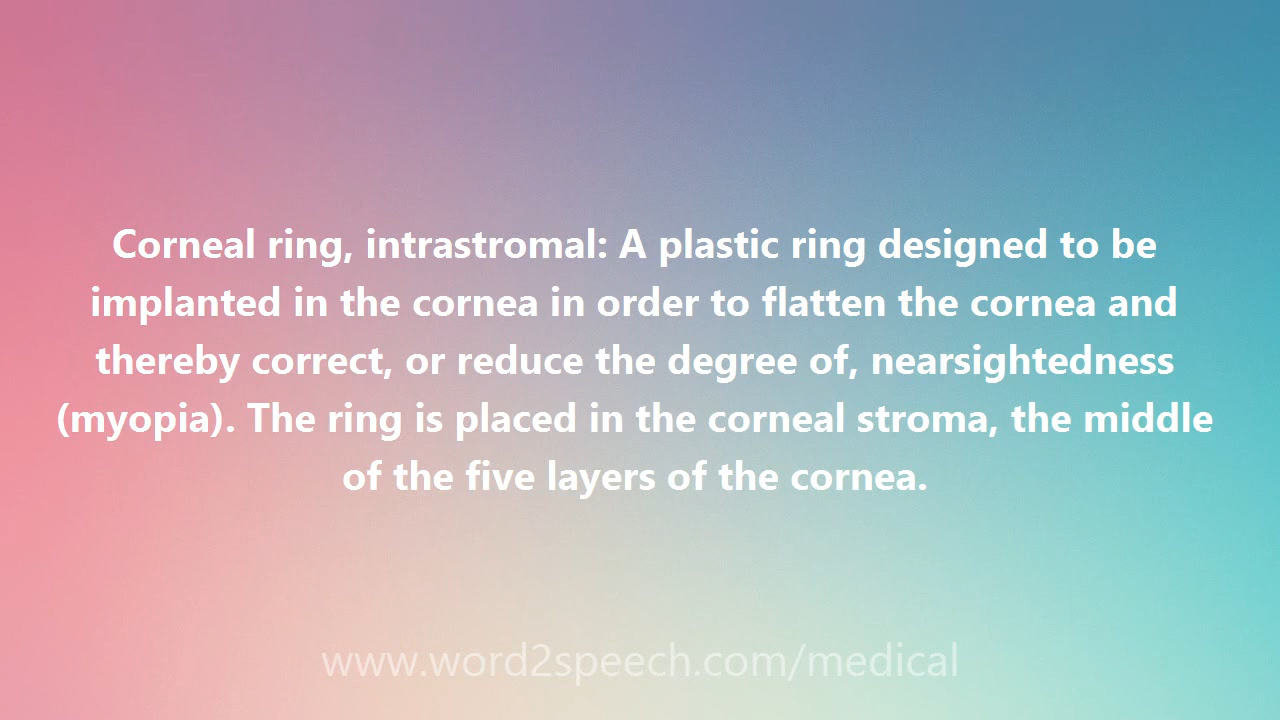 Corneal ring, intrastromal: A plastic ring designed to be
implanted in the cornea in order to flatten the cornea and
thereby correct, or reduce the degree of, nearsightedness
(myopia). The ring is placed in the corneal stroma, the middle
of the five layers of the cornea.
www.word2speech.com/medical